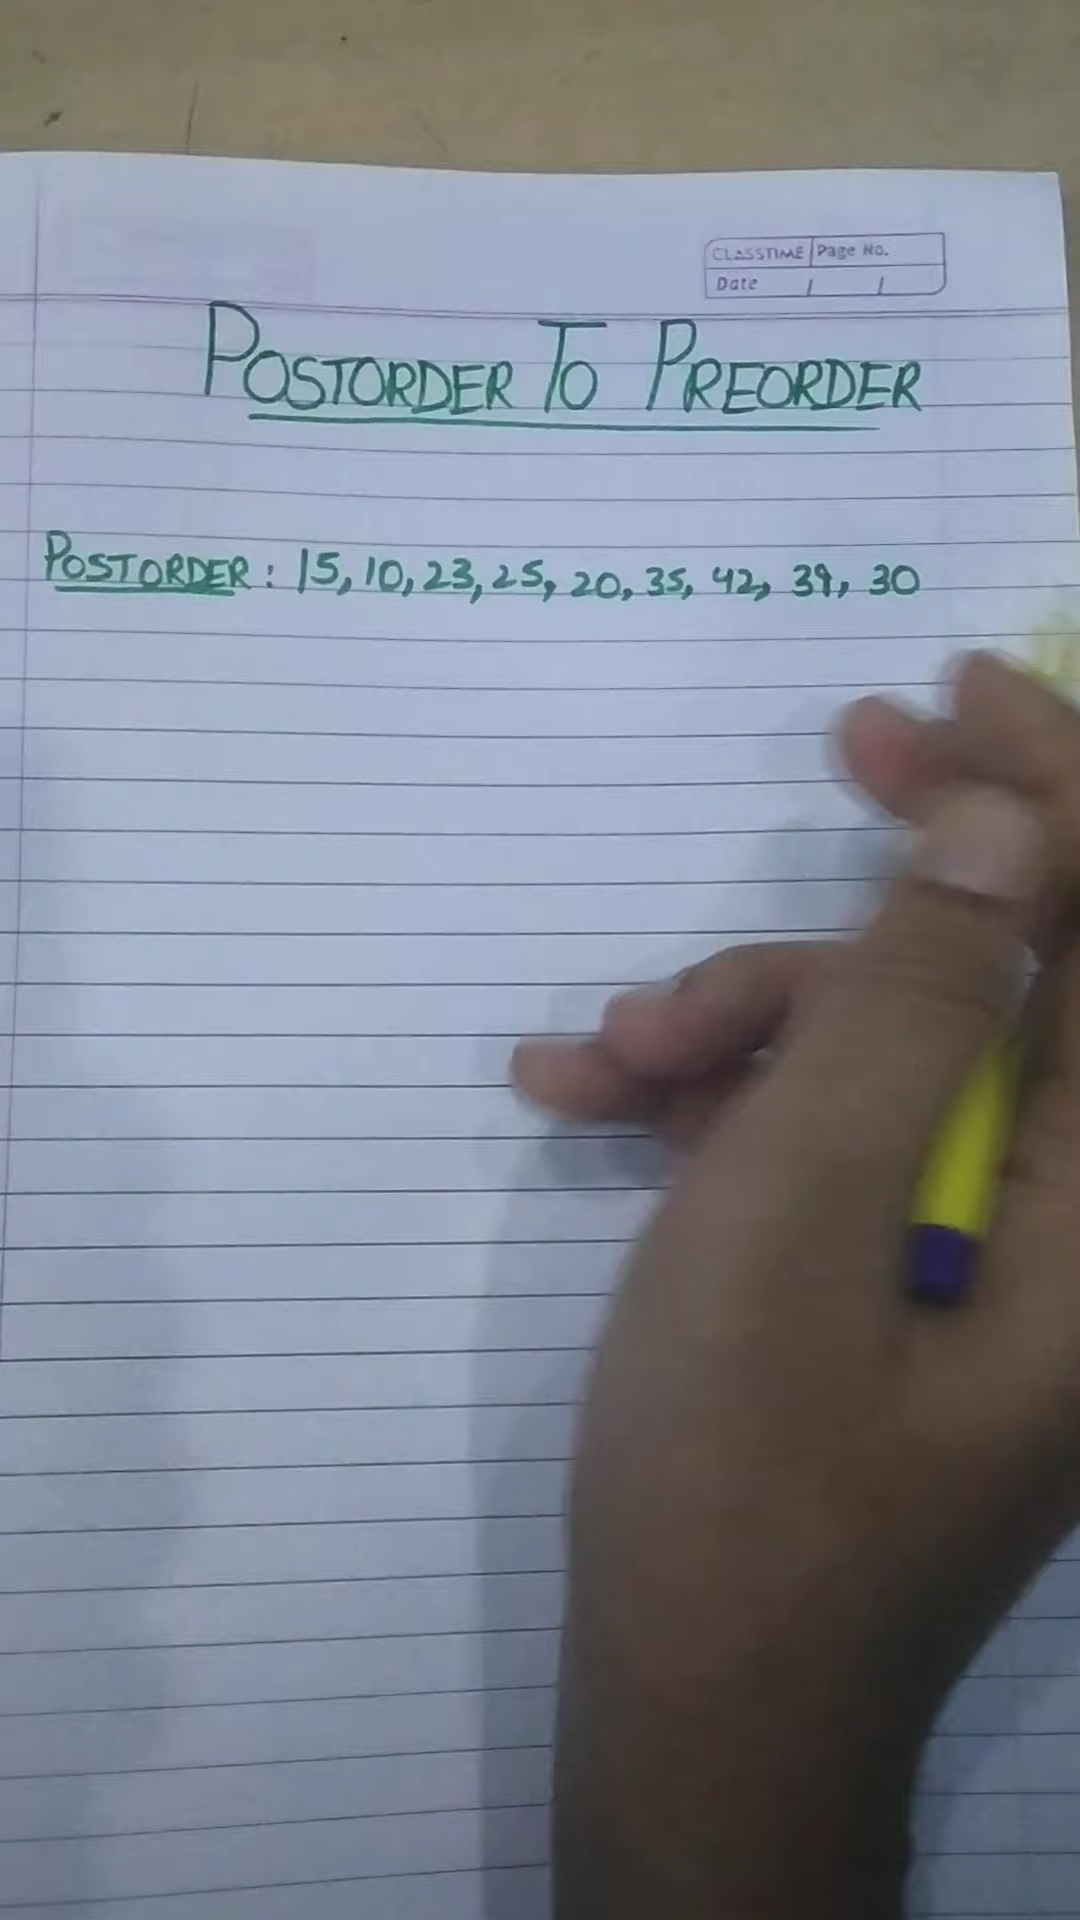 CLASSTIME Page No.
Date / /
POSTORDER TO PREORDER
POSTORDER: 15, 10, 23, 25, 20, 35, 42, 39, 30